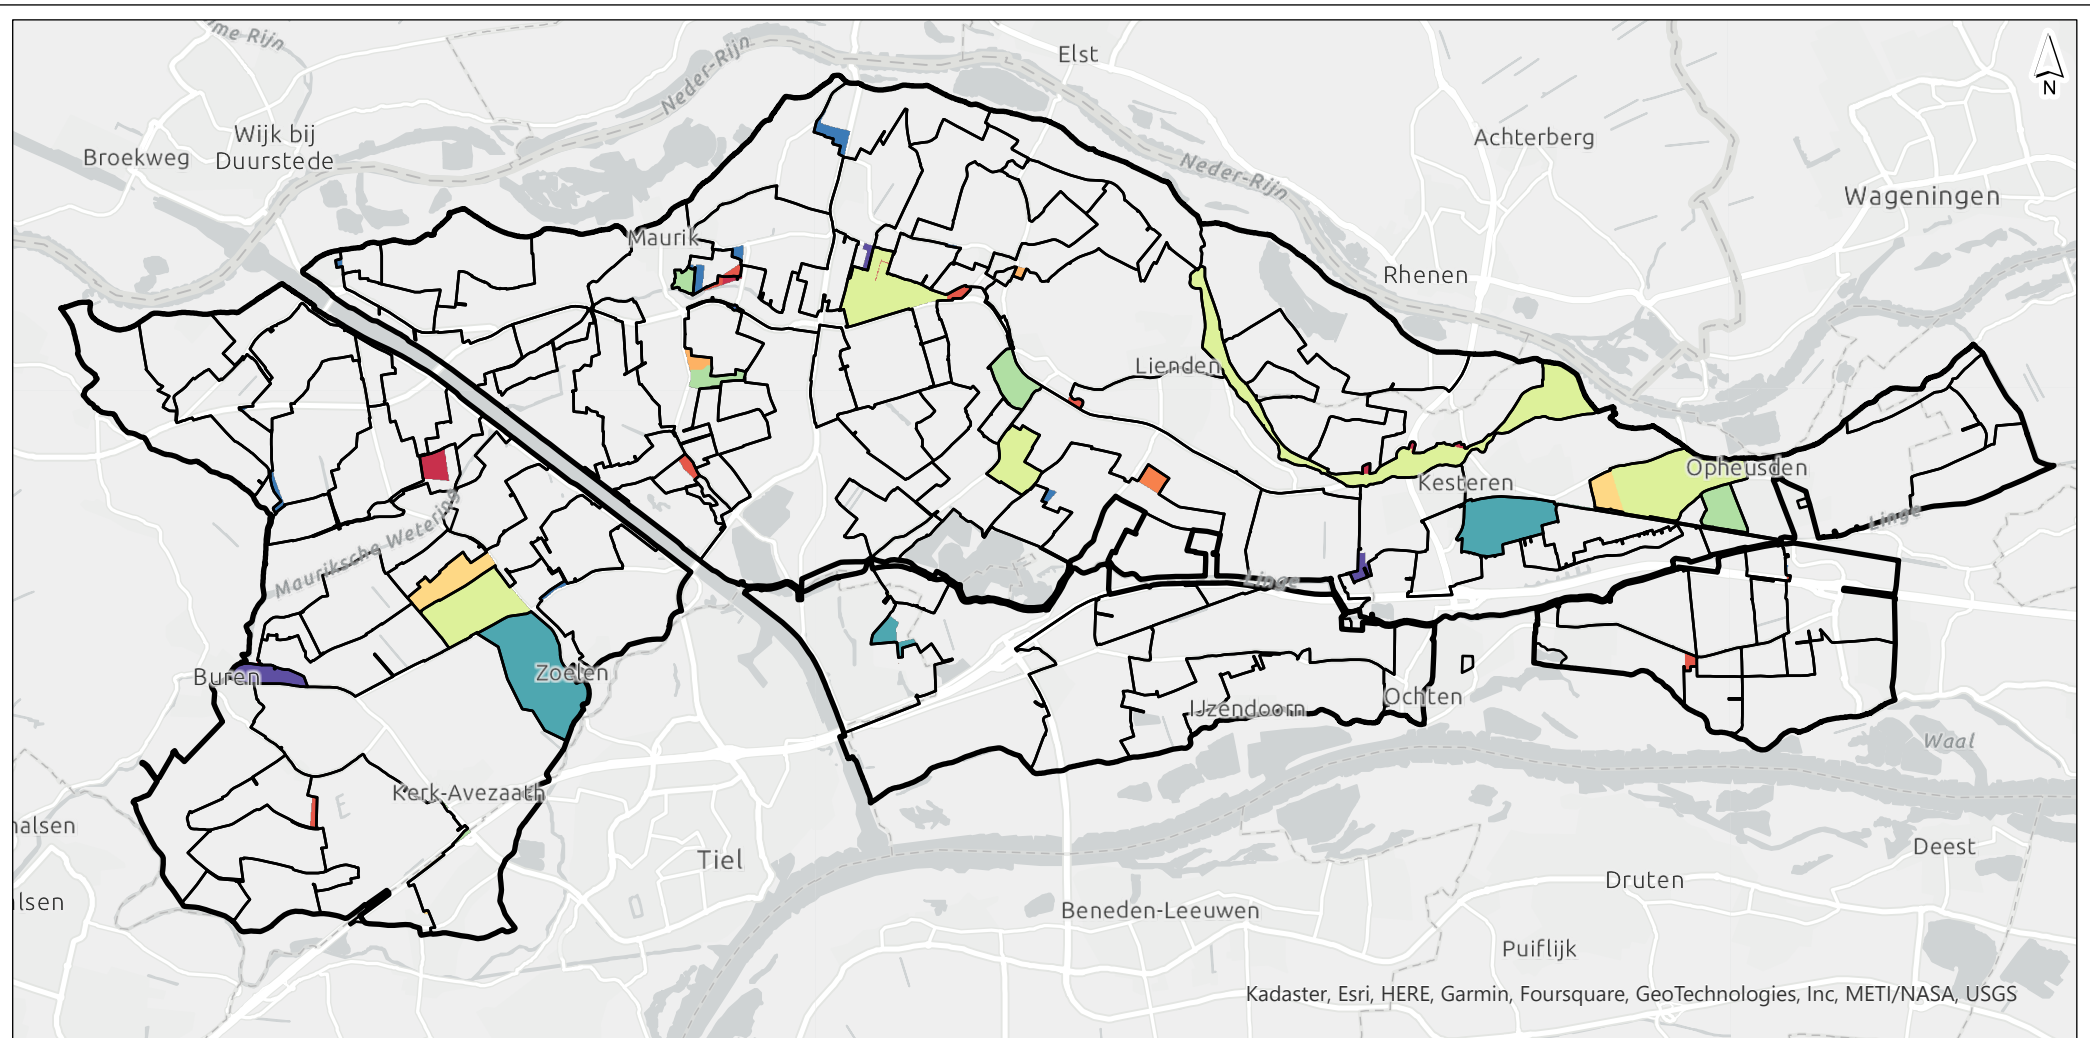 me Rijn
Neder-Rijn
Elst
N
Wijk bij
Duurstede
Broekweg
Achterberg
Neder-Rijn
Wageningen
Maurik
Rhenen
Lienden
Opheusden
Kesteren
Linge
Mauriksche Wetering
Linge
Buren
Zoelen
Ochten
IJzendoorn
Waal
Kerk-Avezaath
nalsen
Tiel
Deest
Druten
lsen
Beneden-Leeuwen
Puiflijk
Kadaster, Esri, HERE, Garmin, Foursquare, GeoTechnologies, Inc, METI/NASA, USGS